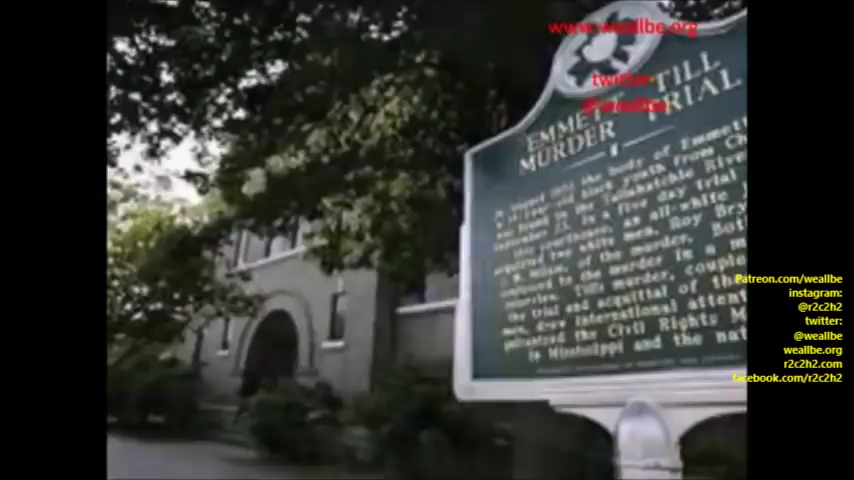 www.weallbe.org
twitter
@weallbe
EMMETT TILL
MURDER TRIAL
In August 1955 the body of Emmett
a 14-year old black youth from Ch
was found in the Tallahatchie River
September 23, in a five day trial
this courthouse, an all-white
acquitted two white men, Roy Bry
J. W. Milam, of the murder. Both
confessed to the murder in a m
interview. Till's murder, couple
the trial and acquittal of the
men, drew international attent
galvanized the Civil Rights M
in Mississippi and the nat
Patreon.com/weallbe
instagram:
@r2c2h2
twitter:
@weallbe
weallbe.org
r2c2h2.com
facebook.com/r2c2h2